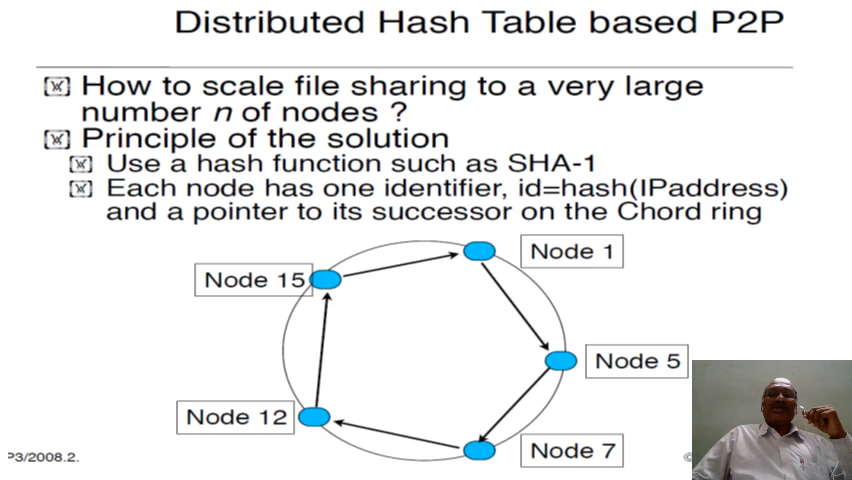 Distributed Hash Table based P2P
How to scale file sharing to a very large
number n of nodes ?
Principle of the solution
Use a hash function such as SHA-1
Each node has one identifier, id=hash(IPaddress)
and a pointer to its successor on the Chord ring
Node 1
Node 15
Node 5
Node 12
Node 7
P3/2008.2.
©